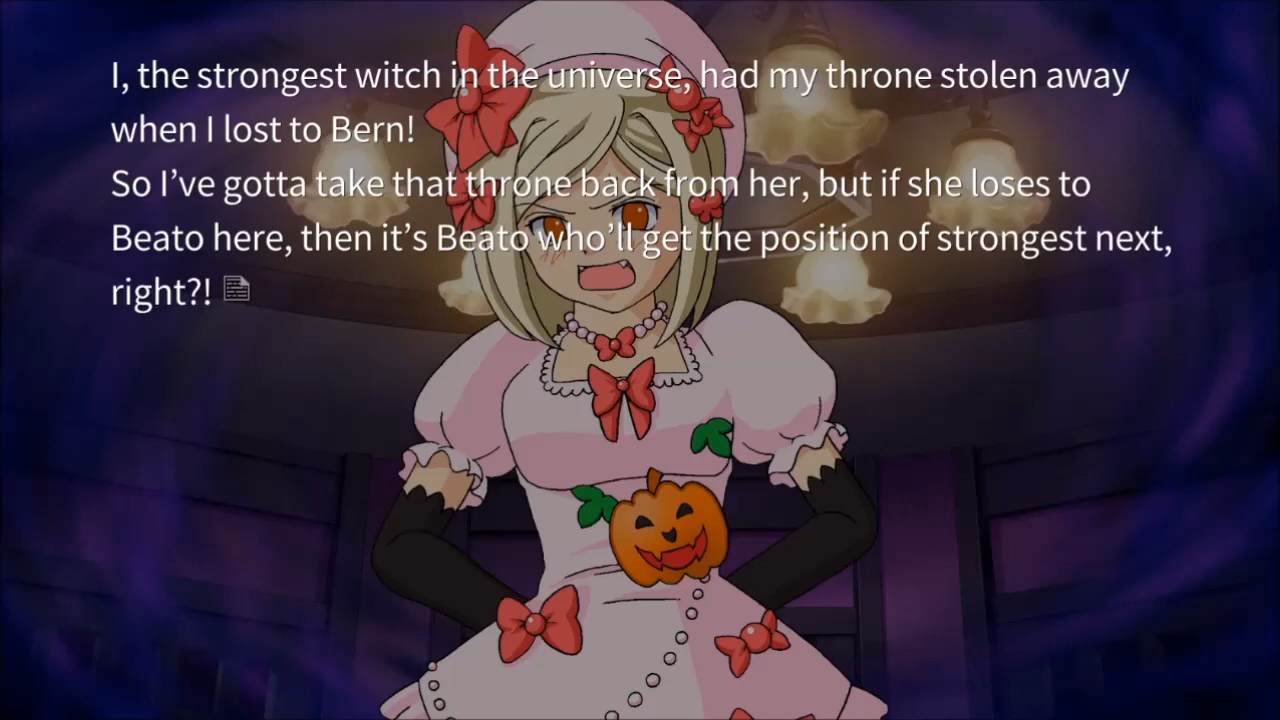 I, the strongest witch in the universe, had my throne stolen away
when I lost to Bern!
So I’ve gotta take that throne back from her, but if she loses to
Beato here, then it’s Beato who’ll get the position of strongest next,
right?!